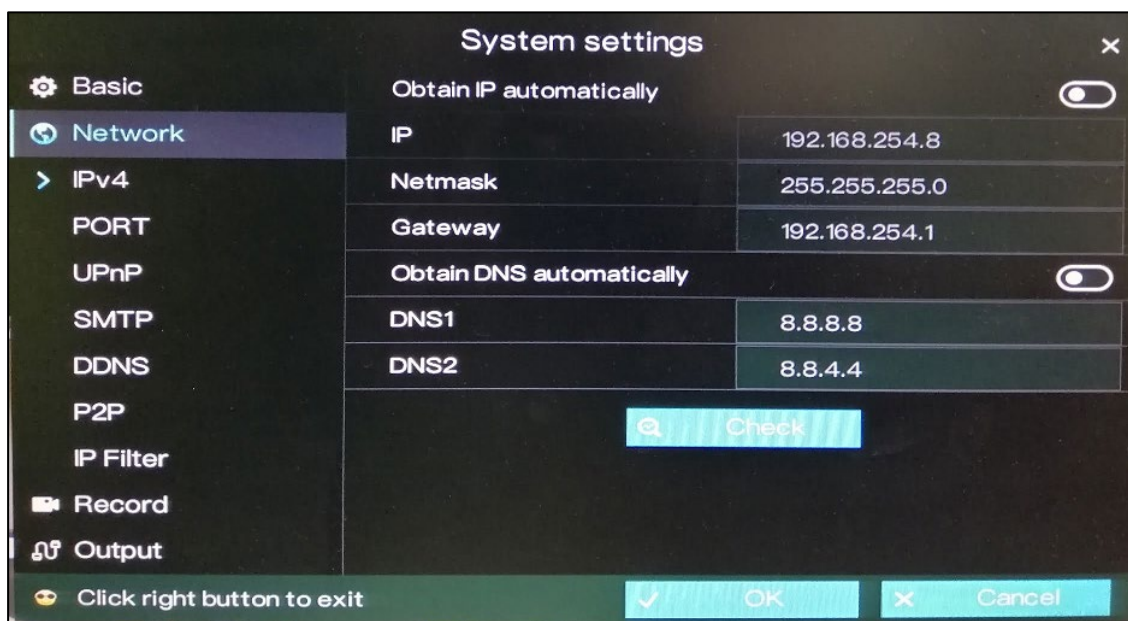 System settings
Basic
Obtain IP automatically
Network
IP
192.168.254.8
IPv4
Netmask
255.255.255.0
PORT
Gateway
192.168.254.1
UPnP
Obtain DNS automatically
SMTP
DNS1
8.8.8.8
DDNS
DNS2
8.8.4.4
P2P
Check
IP Filter
Record
Output
Click right button to exit
OK
Cancel